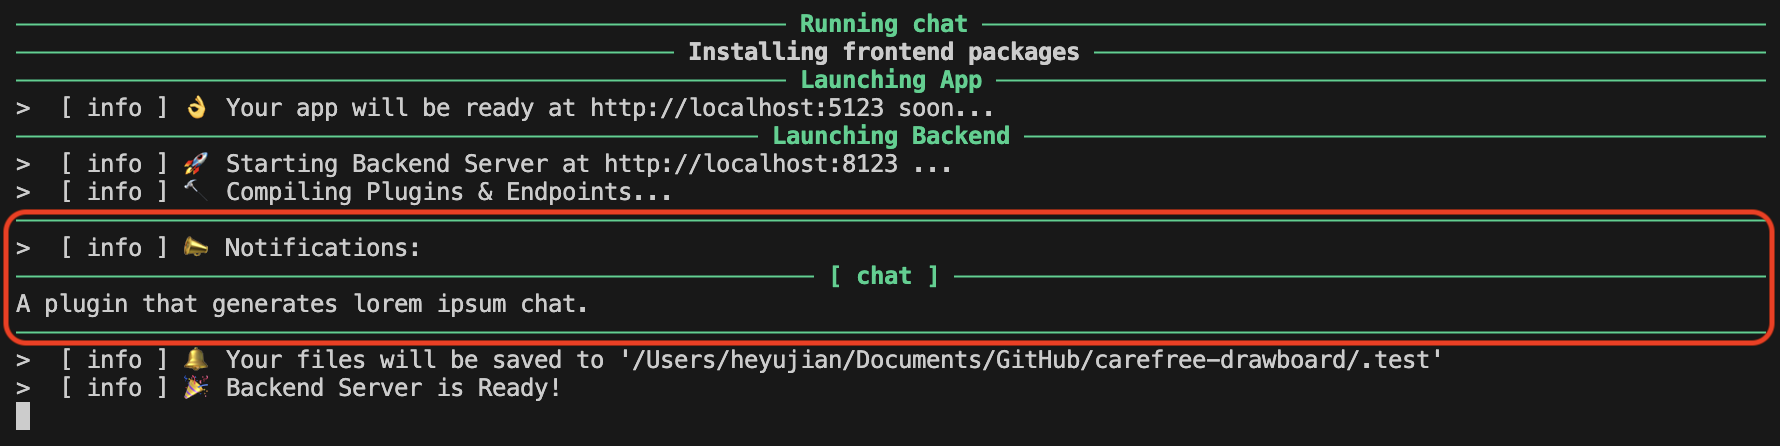 Running chat
Installing frontend packages
Launching App
>  [ info ] 👌 Your app will be ready at http://localhost:5123 soon...
Launching Backend
>  [ info ] 🚀 Starting Backend Server at http://localhost:8123 ...
>  [ info ] 🔨 Compiling Plugins & Endpoints...
>  [ info ] 📣 Notifications:
[ chat ]
A plugin that generates lorem ipsum chat.
>  [ info ] 🔔 Your files will be saved to '/Users/heyujian/Documents/GitHub/carefree-drawboard/.test'
>  [ info ] 🎉 Backend Server is Ready!